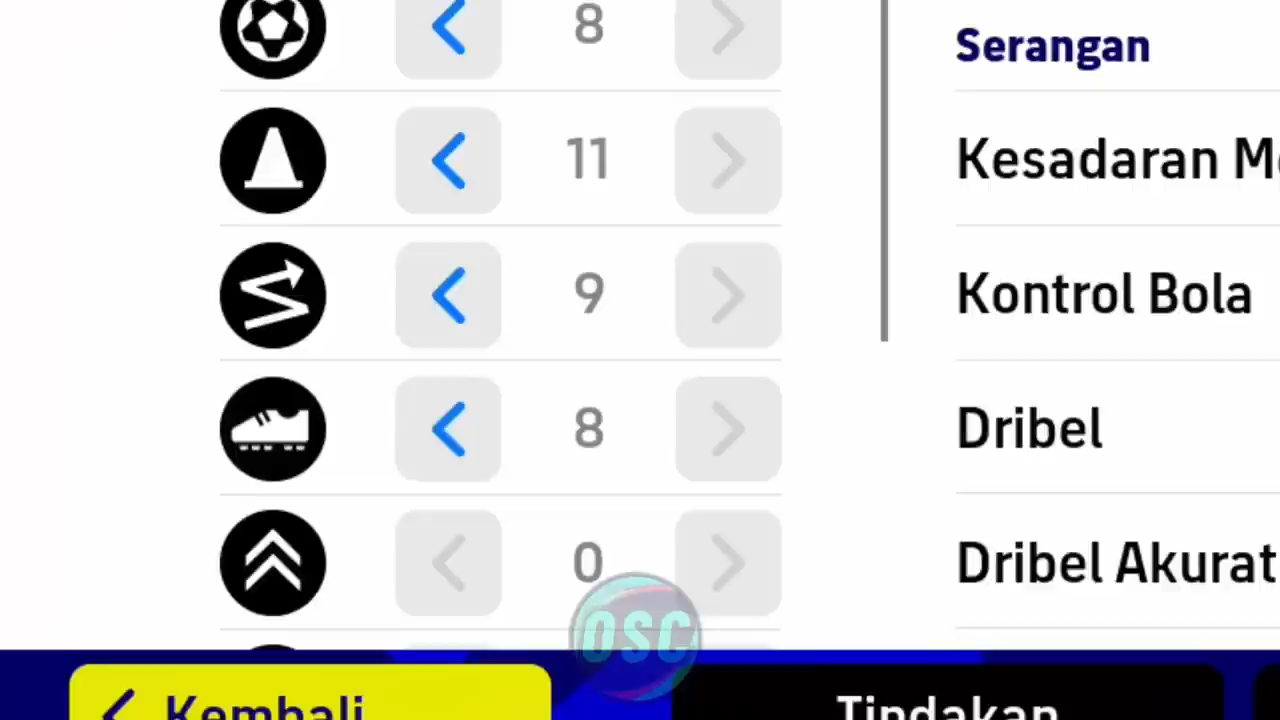 8
Serangan
11
Kesadaran
9
Kontrol Bola
8
Dribel
0
Dribel Akurat
OSC
Kembali
Tindakan